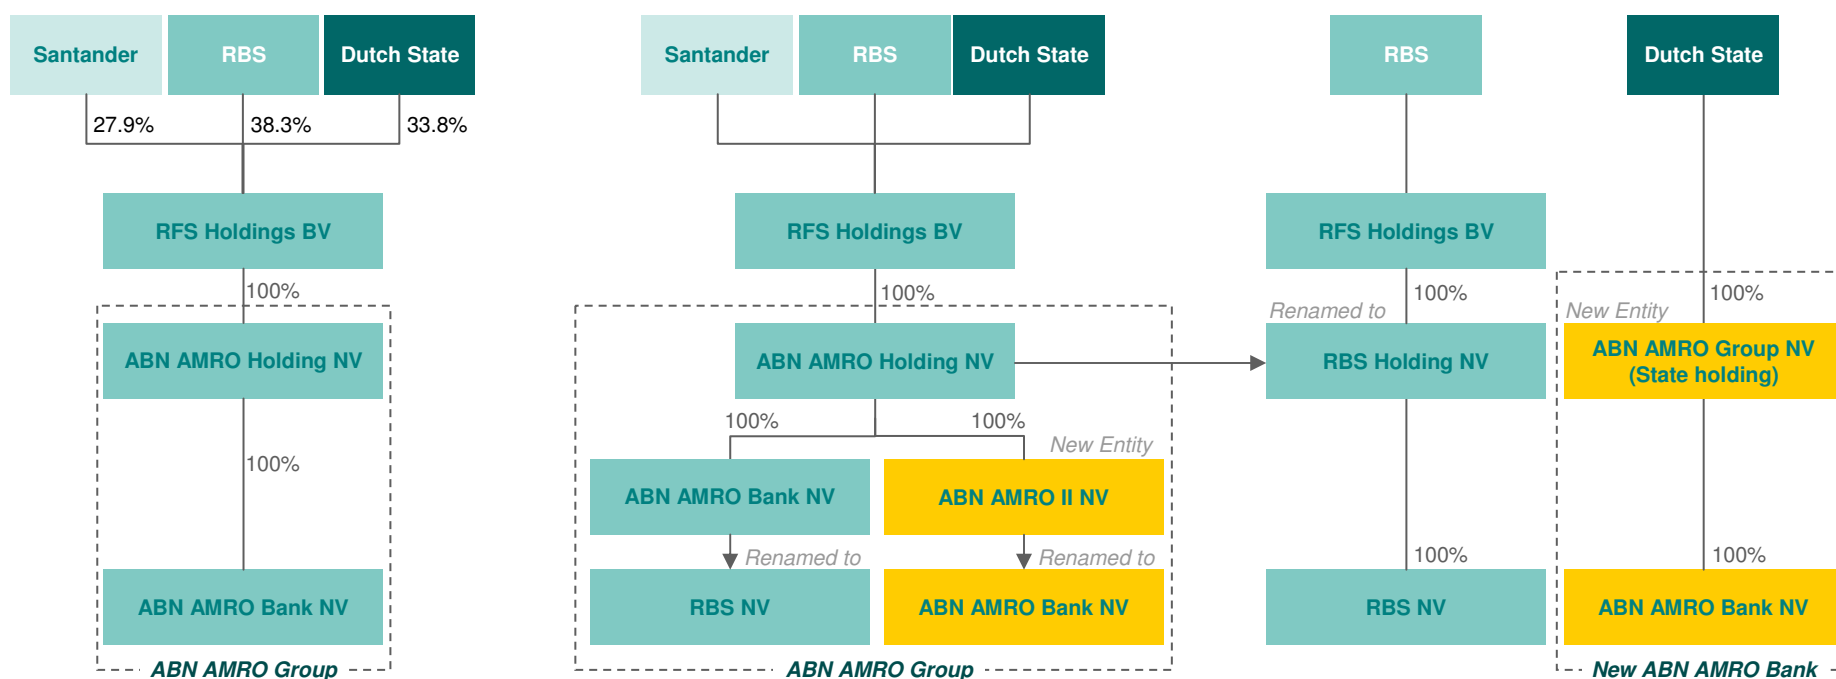 Santander
RBS
Dutch State
27.9%
38.3%
33.8%
RFS Holdings BV
100%
ABN AMRO Holding NV
100%
ABN AMRO Bank NV
ABN AMRO Group
Santander
RBS
Dutch State
RFS Holdings BV
100%
ABN AMRO Holding NV
100%
100%
New Entity
ABN AMRO Bank NV
ABN AMRO II NV
Renamed to
Renamed to
RBS NV
ABN AMRO Bank NV
ABN AMRO Group
RBS
RFS Holdings BV
100%
Renamed to
RBS Holding NV
100%
RBS NV
Dutch State
100%
New Entity
ABN AMRO Group NV
(State holding)
100%
ABN AMRO Bank NV
New ABN AMRO Bank